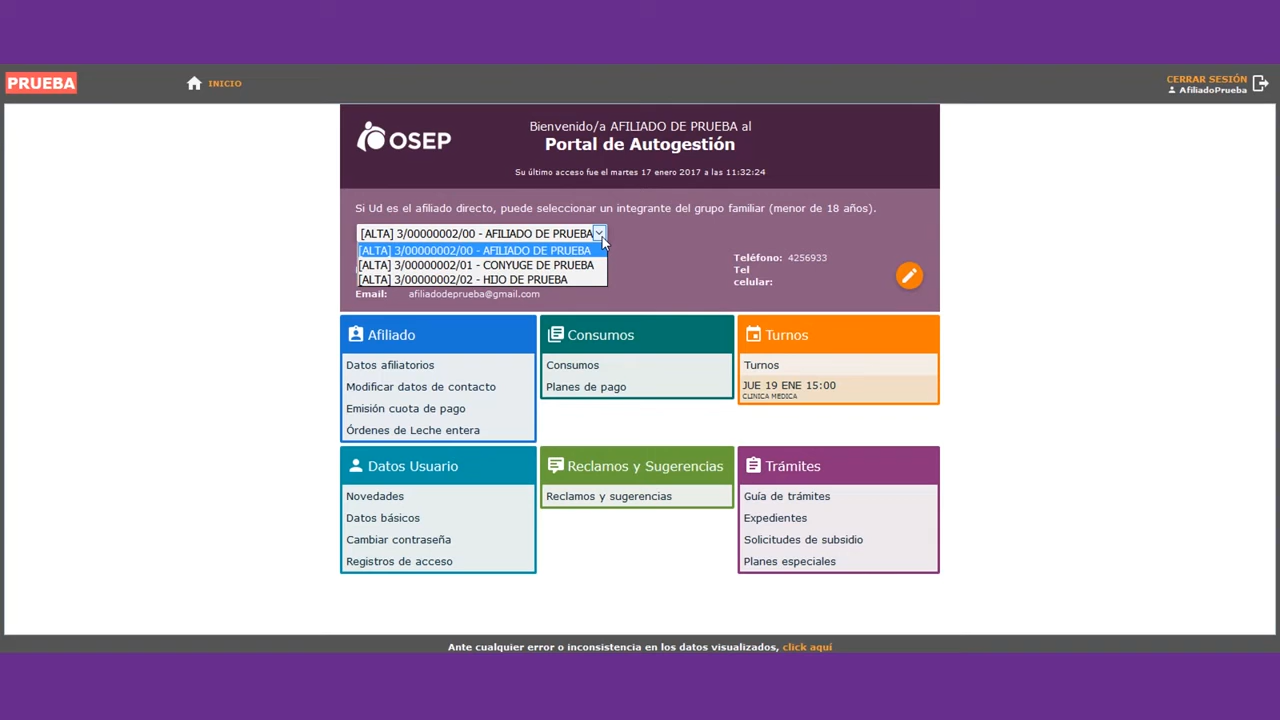 PRUEBA
INICIO
CERRAR SESIÓN
AfiliadoPrueba
OSEP
Bienvenido/a AFILIADO DE PRUEBA al
Portal de Autogestión
Su último acceso fue el martes 17 enero 2017 a las 11:32:24
Si Ud es el afiliado directo, puede seleccionar un integrante del grupo familiar (menor de 18 años).
[ALTA] 3/00000002/00 - AFILIADO DE PRUEBA
[ALTA] 3/00000002/00 - AFILIADO DE PRUEBA
[ALTA] 3/00000002/01 - CONYUGE DE PRUEBA
[ALTA] 3/00000002/02 - HIJO DE PRUEBA
Email: afiliadodeprueba@gmail.com
Teléfono: 4256933
Tel
celular:
Afiliado
Datos afiliatorios
Modificar datos de contacto
Emisión cuota de pago
Órdenes de Leche entera
Consumos
Consumos
Planes de pago
Turnos
Turnos
JUE 19 ENE 15:00
CLINICA MEDICA
Datos Usuario
Novedades
Datos básicos
Cambiar contraseña
Registros de acceso
Reclamos y Sugerencias
Reclamos y sugerencias
Trámites
Guía de trámites
Expedientes
Solicitudes de subsidio
Planes especiales
Ante cualquier error o inconsistencia en los datos visualizados, click aquí